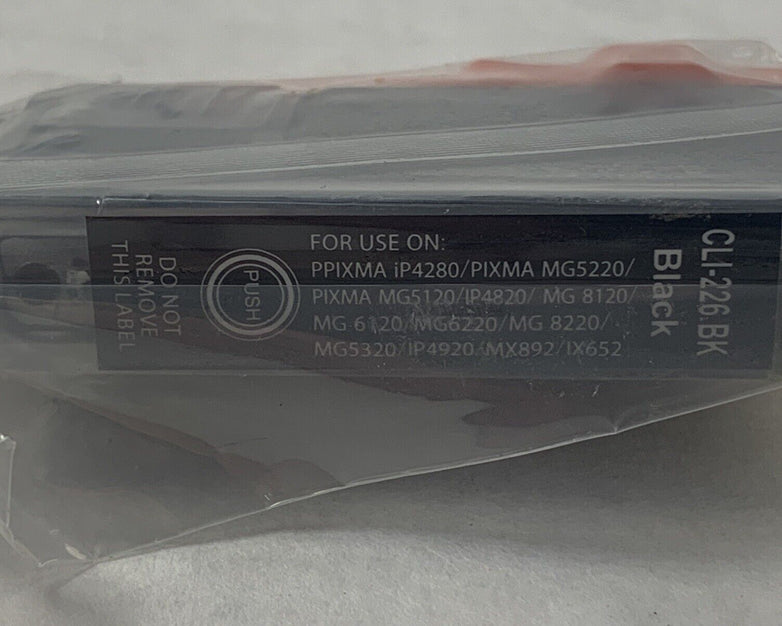 DO NOT
REMOVE
THIS LABEL
PUSH
FOR USE ON:
PPIXMA iP4280/PIXMA MG5220/
PIXMA MG5120/IP4820/ MG 8120/
MG 6120/MG6220/MG 8220/
MG5320/iP4920/MX892/IX652
CLI-226 BK
Black